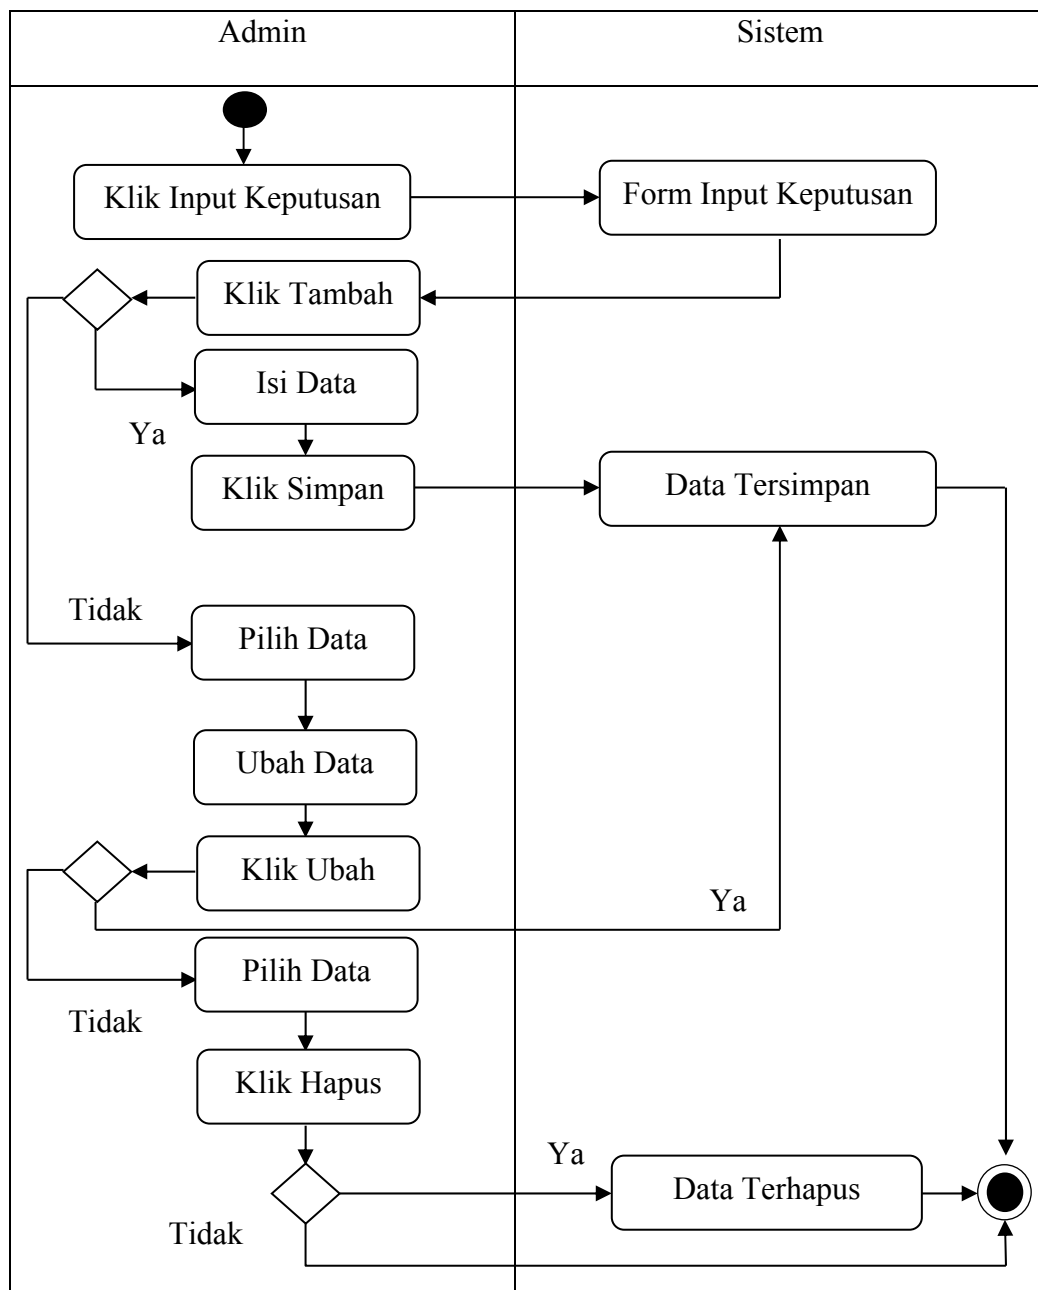 Admin
Sistem
Klik Input Keputusan
Form Input Keputusan
Klik Tambah
Isi Data
Ya
Klik Simpan
Data Tersimpan
Tidak
Pilih Data
Ubah Data
Klik Ubah
Ya
Pilih Data
Tidak
Klik Hapus
Ya
Data Terhapus
Tidak